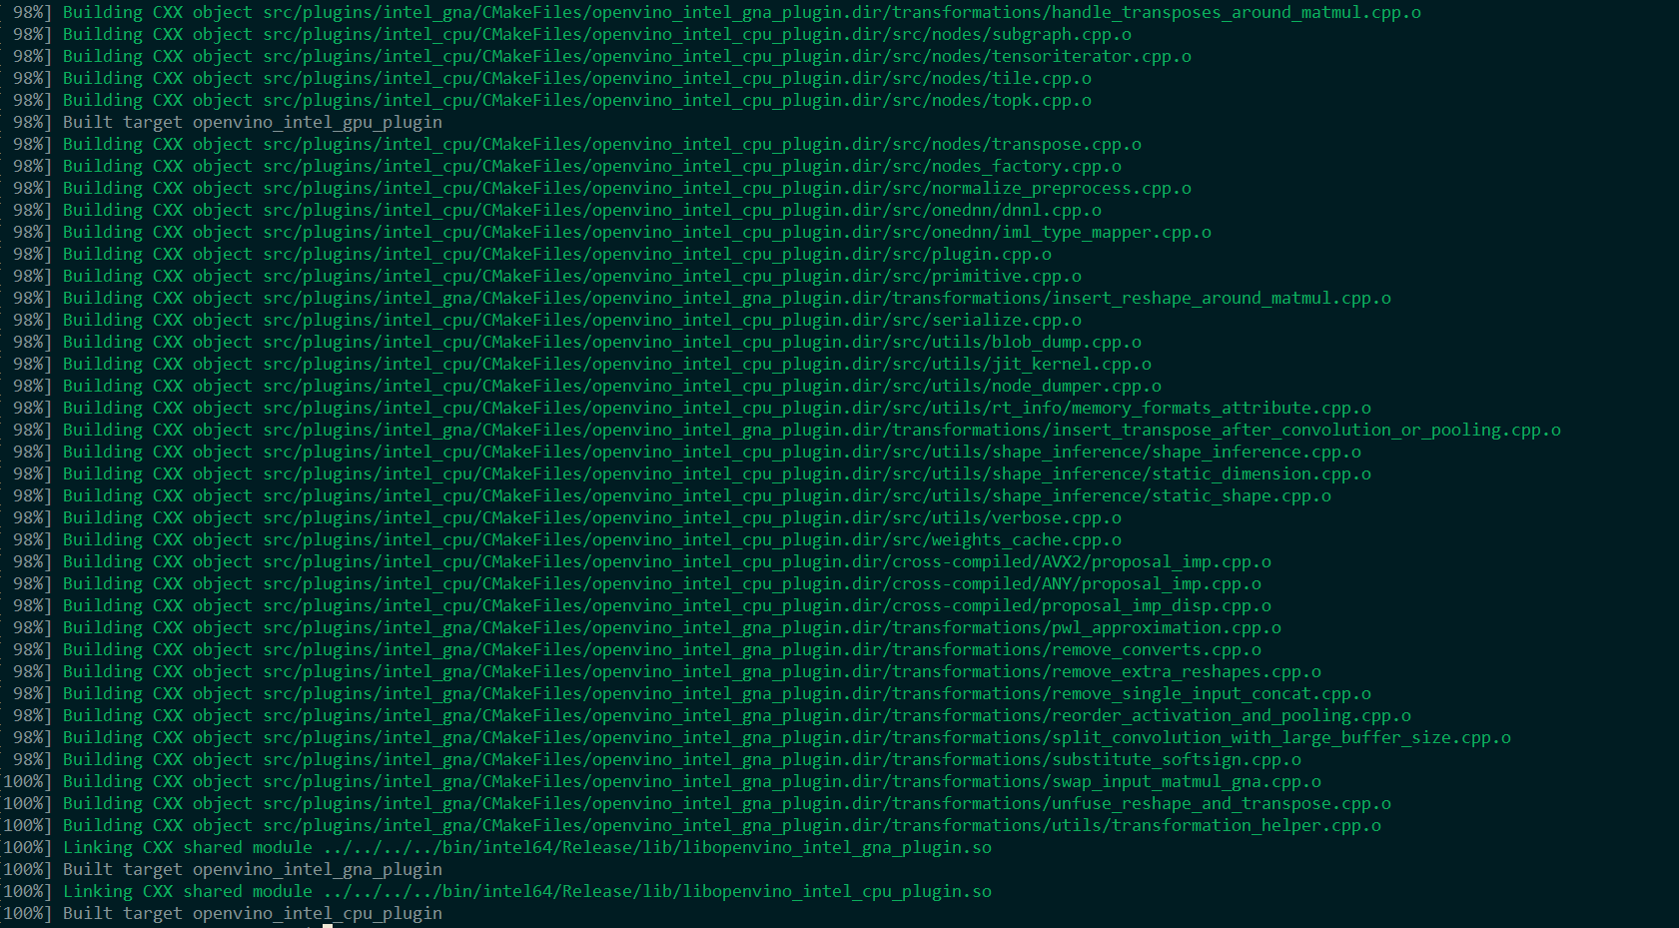 98%] Building CXX object src/plugins/intel_gna/CMakeFiles/openvino_intel_gna_plugin.dir/transformations/handle_transposes_around_matmul.cpp.o
98%] Building CXX object src/plugins/intel_cpu/CMakeFiles/openvino_intel_cpu_plugin.dir/src/nodes/subgraph.cpp.o
98%] Building CXX object src/plugins/intel_cpu/CMakeFiles/openvino_intel_cpu_plugin.dir/src/nodes/tensoriterator.cpp.o
98%] Building CXX object src/plugins/intel_cpu/CMakeFiles/openvino_intel_cpu_plugin.dir/src/nodes/tile.cpp.o
98%] Building CXX object src/plugins/intel_cpu/CMakeFiles/openvino_intel_cpu_plugin.dir/src/nodes/topk.cpp.o
98%] Built target openvino_intel_gpu_plugin
98%] Building CXX object src/plugins/intel_cpu/CMakeFiles/openvino_intel_cpu_plugin.dir/src/nodes/transpose.cpp.o
98%] Building CXX object src/plugins/intel_cpu/CMakeFiles/openvino_intel_cpu_plugin.dir/src/nodes_factory.cpp.o
98%] Building CXX object src/plugins/intel_cpu/CMakeFiles/openvino_intel_cpu_plugin.dir/src/normalize_preprocess.cpp.o
98%] Building CXX object src/plugins/intel_cpu/CMakeFiles/openvino_intel_cpu_plugin.dir/src/onednn/dnnl.cpp.o
98%] Building CXX object src/plugins/intel_cpu/CMakeFiles/openvino_intel_cpu_plugin.dir/src/onednn/iml_type_mapper.cpp.o
98%] Building CXX object src/plugins/intel_cpu/CMakeFiles/openvino_intel_cpu_plugin.dir/src/plugin.cpp.o
98%] Building CXX object src/plugins/intel_cpu/CMakeFiles/openvino_intel_cpu_plugin.dir/src/primitive.cpp.o
98%] Building CXX object src/plugins/intel_gna/CMakeFiles/openvino_intel_gna_plugin.dir/transformations/insert_reshape_around_matmul.cpp.o
98%] Building CXX object src/plugins/intel_cpu/CMakeFiles/openvino_intel_cpu_plugin.dir/src/serialize.cpp.o
98%] Building CXX object src/plugins/intel_cpu/CMakeFiles/openvino_intel_cpu_plugin.dir/src/utils/blob_dump.cpp.o
98%] Building CXX object src/plugins/intel_cpu/CMakeFiles/openvino_intel_cpu_plugin.dir/src/utils/jit_kernel.cpp.o
98%] Building CXX object src/plugins/intel_cpu/CMakeFiles/openvino_intel_cpu_plugin.dir/src/utils/node_dumper.cpp.o
98%] Building CXX object src/plugins/intel_cpu/CMakeFiles/openvino_intel_cpu_plugin.dir/src/utils/rt_info/memory_formats_attribute.cpp.o
98%] Building CXX object src/plugins/intel_gna/CMakeFiles/openvino_intel_gna_plugin.dir/transformations/insert_transpose_after_convolution_or_pooling.cpp.o
98%] Building CXX object src/plugins/intel_cpu/CMakeFiles/openvino_intel_cpu_plugin.dir/src/utils/shape_inference/shape_inference.cpp.o
98%] Building CXX object src/plugins/intel_cpu/CMakeFiles/openvino_intel_cpu_plugin.dir/src/utils/shape_inference/static_dimension.cpp.o
98%] Building CXX object src/plugins/intel_cpu/CMakeFiles/openvino_intel_cpu_plugin.dir/src/utils/shape_inference/static_shape.cpp.o
98%] Building CXX object src/plugins/intel_cpu/CMakeFiles/openvino_intel_cpu_plugin.dir/src/utils/verbose.cpp.o
98%] Building CXX object src/plugins/intel_cpu/CMakeFiles/openvino_intel_cpu_plugin.dir/src/weights_cache.cpp.o
98%] Building CXX object src/plugins/intel_cpu/CMakeFiles/openvino_intel_cpu_plugin.dir/cross-compiled/AVX2/proposal_imp.cpp.o
98%] Building CXX object src/plugins/intel_cpu/CMakeFiles/openvino_intel_cpu_plugin.dir/cross-compiled/ANY/proposal_imp.cpp.o
98%] Building CXX object src/plugins/intel_cpu/CMakeFiles/openvino_intel_cpu_plugin.dir/cross-compiled/proposal_imp_disp.cpp.o
98%] Building CXX object src/plugins/intel_gna/CMakeFiles/openvino_intel_gna_plugin.dir/transformations/pwl_approximation.cpp.o
98%] Building CXX object src/plugins/intel_gna/CMakeFiles/openvino_intel_gna_plugin.dir/transformations/remove_converts.cpp.o
98%] Building CXX object src/plugins/intel_gna/CMakeFiles/openvino_intel_gna_plugin.dir/transformations/remove_extra_reshapes.cpp.o
98%] Building CXX object src/plugins/intel_gna/CMakeFiles/openvino_intel_gna_plugin.dir/transformations/remove_single_input_concat.cpp.o
98%] Building CXX object src/plugins/intel_gna/CMakeFiles/openvino_intel_gna_plugin.dir/transformations/reorder_activation_and_pooling.cpp.o
98%] Building CXX object src/plugins/intel_gna/CMakeFiles/openvino_intel_gna_plugin.dir/transformations/split_convolution_with_large_buffer_size.cpp.o
98%] Building CXX object src/plugins/intel_gna/CMakeFiles/openvino_intel_gna_plugin.dir/transformations/substitute_softsign.cpp.o
[100%] Building CXX object src/plugins/intel_gna/CMakeFiles/openvino_intel_gna_plugin.dir/transformations/swap_input_matmul_gna.cpp.o
[100%] Building CXX object src/plugins/intel_gna/CMakeFiles/openvino_intel_gna_plugin.dir/transformations/unfuse_reshape_and_transpose.cpp.o
[100%] Building CXX object src/plugins/intel_gna/CMakeFiles/openvino_intel_gna_plugin.dir/transformations/utils/transformation_helper.cpp.o
[100%] Linking CXX shared module ../../../../bin/intel64/Release/lib/libopenvino_intel_gna_plugin.so
[100%] Built target openvino_intel_gna_plugin
[100%] Linking CXX shared module ../../../../bin/intel64/Release/lib/libopenvino_intel_cpu_plugin.so
[100%] Built target openvino_intel_cpu_plugin